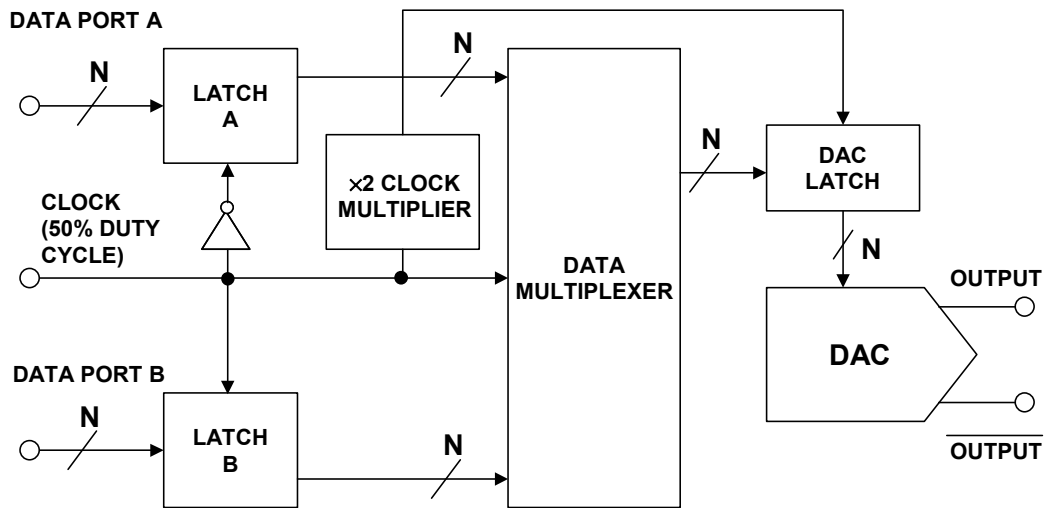 DATA PORT A
N
LATCH
A
N
×2 CLOCK
MULTIPLIER
CLOCK
(50% DUTY
CYCLE)
DATA
MULTIPLEXER
N
DAC
LATCH
N
DAC
OUTPUT
OUTPUT
DATA PORT B
N
LATCH
B
N